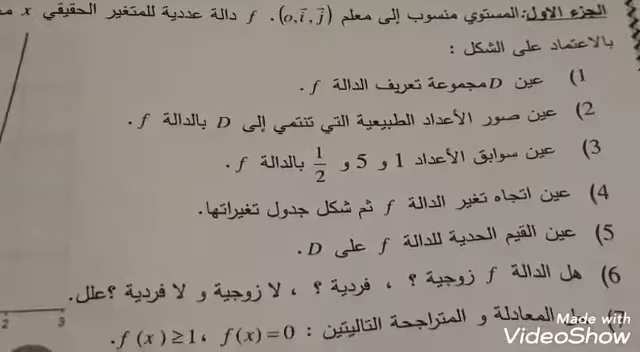 الجزء الاول: المستوي منسوب إلى معلم (o, i, j). f دالة عددية للمتغير الحقيقي x
بالاعتماد على الشكل :
1) عين D مجموعة تعريف الدالة f.
2) عين صور الأعداد الطبيعية التي تنتمي إلى D بالدالة f.
3) عين سوابق الأعداد 1 و 5 و 1/2 بالدالة f.
4) عين اتجاه تغير الدالة f ثم شكل جدول تغيراتها.
5) عين القيم الحدية للدالة f على D.
6) هل الدالة f زوجية ؟ ، فردية ؟ ، لا زوجية و لا فردية ؟ علل.
7) المعادلة و المتراجحة التاليتين : f(x)=0 ، f(x)≥1.
2 3
Made with
VideoShow